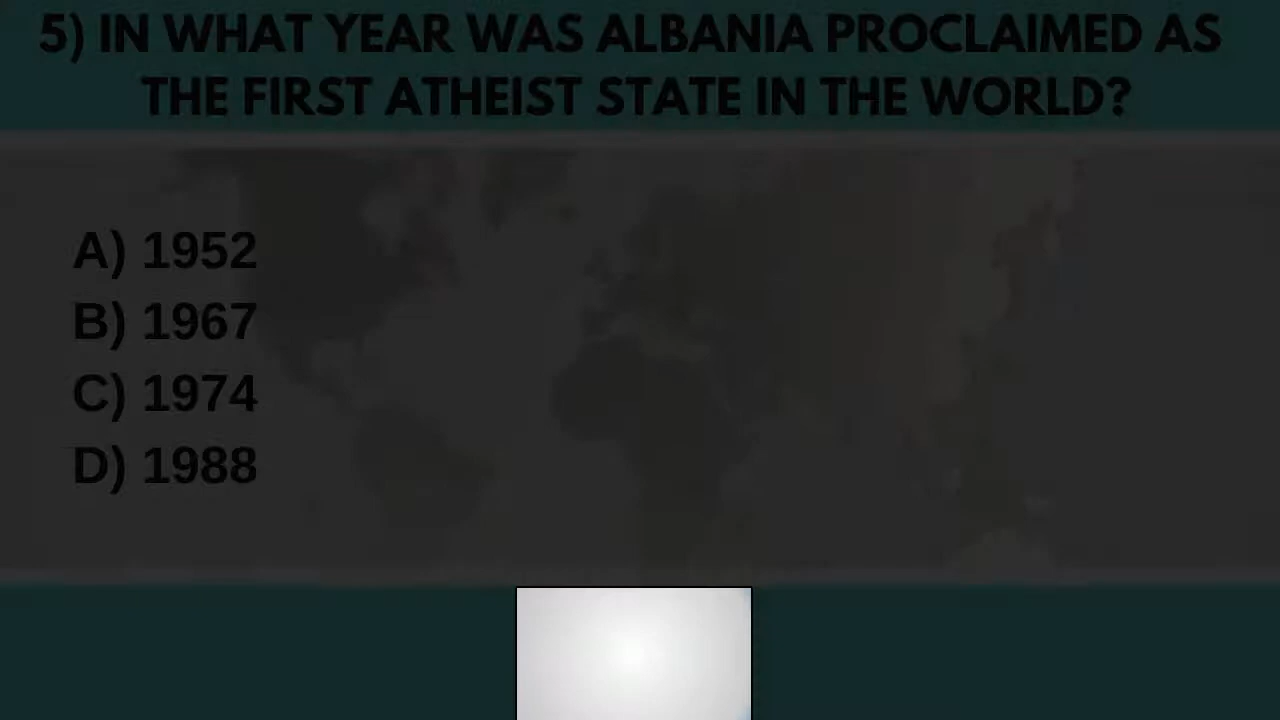 5) IN WHAT YEAR WAS ALBANIA PROCLAIMED AS
THE FIRST ATHEIST STATE IN THE WORLD?
A) 1952
B) 1967
C) 1974
D) 1988